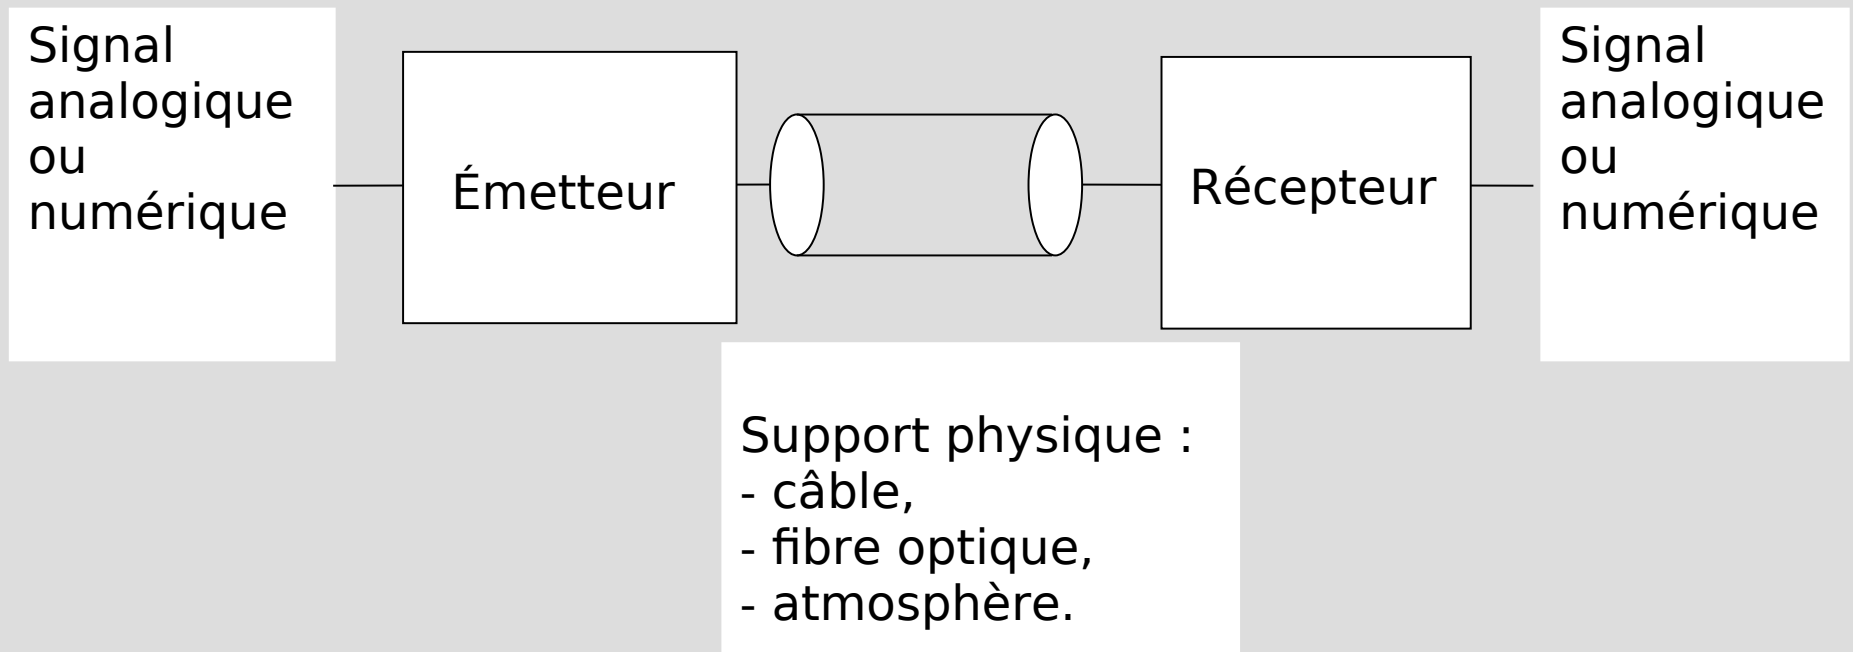 Signal
analogique
ou
numérique
Émetteur
Récepteur
Signal
analogique
ou
numérique
Support physique :
- câble,
- fibre optique,
- atmosphère.